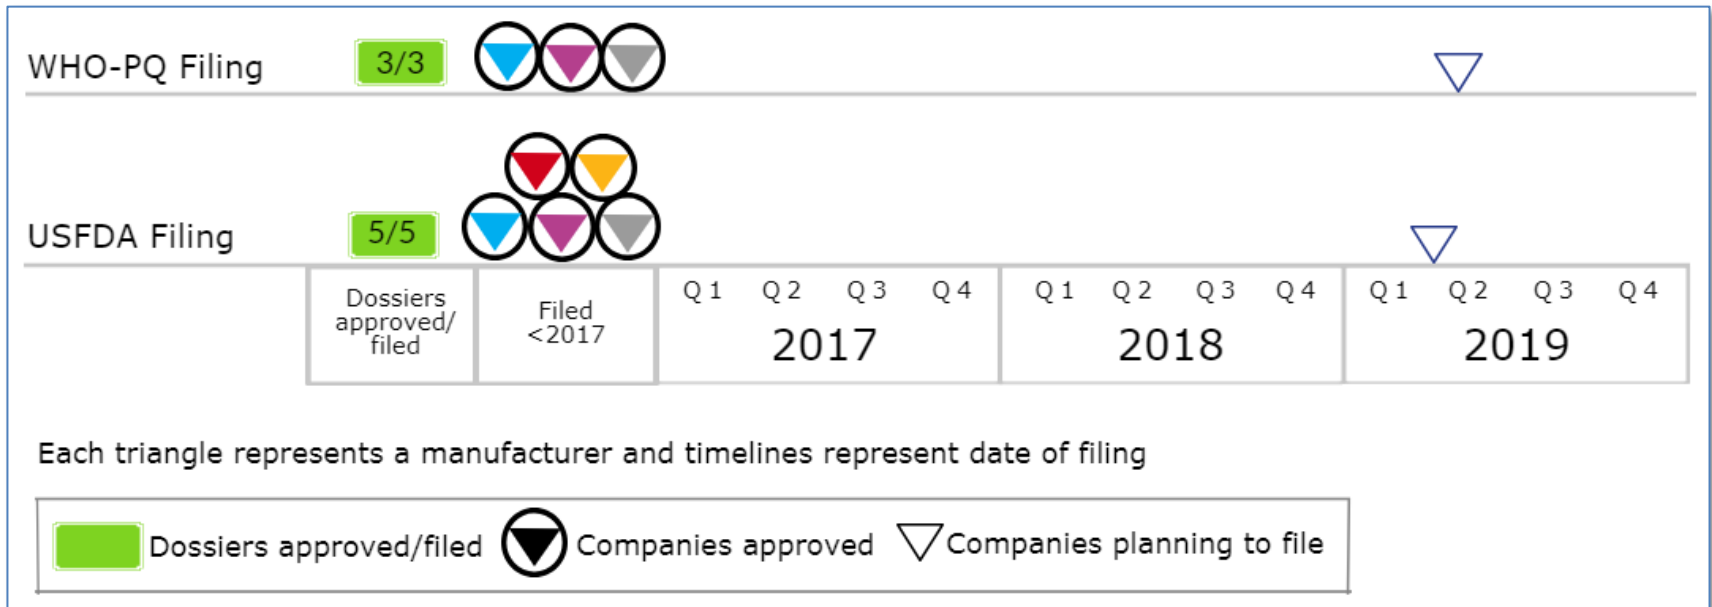 WHO-PQ Filing 3/3
USFDA Filing 5/5
Dossiers
approved/
filed
Filed
<2017
Q1 Q2 Q3 Q4
2017
Q1 Q2 Q3 Q4
2018
Q1 Q2 Q3 Q4
2019
Each triangle represents a manufacturer and timelines represent date of filing
Dossiers approved/filed Companies approved Companies planning to file